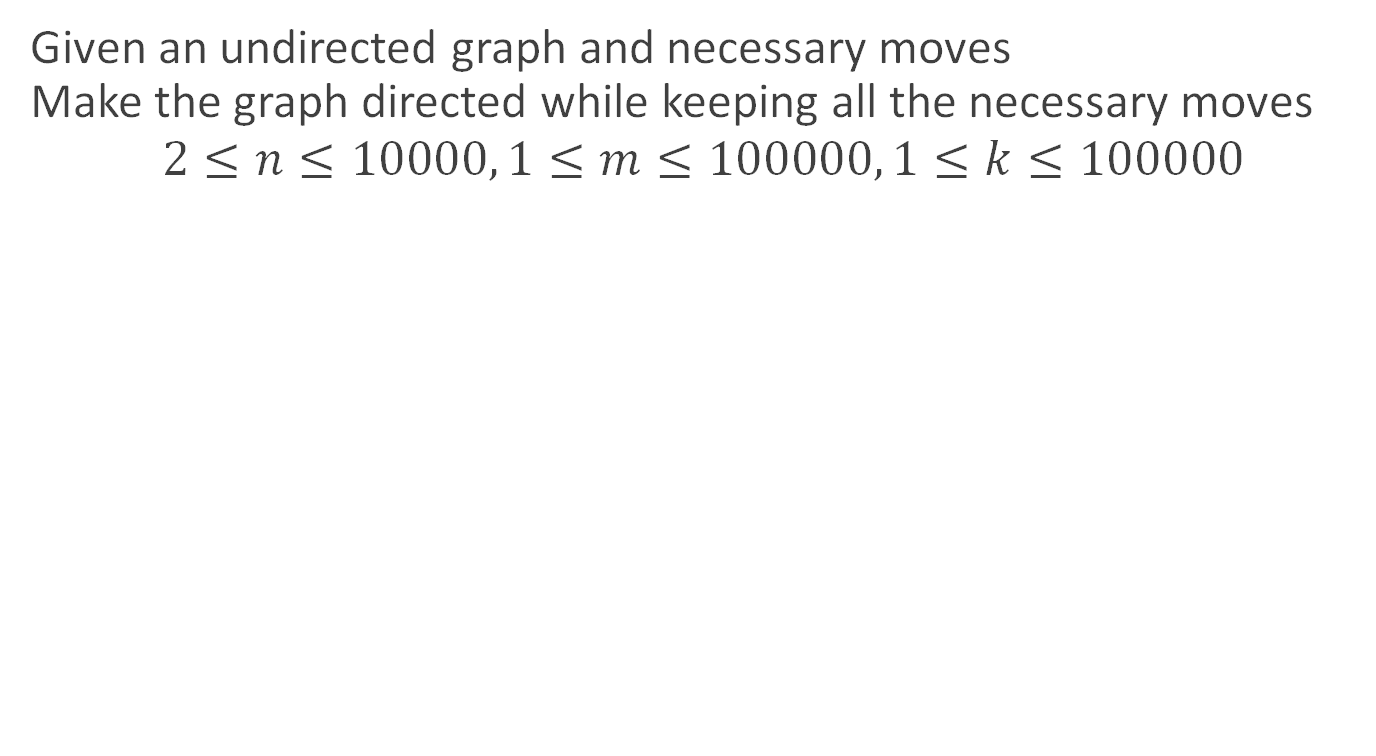 Given an undirected graph and necessary moves
Make the graph directed while keeping all the necessary moves
2 ≤ n ≤ 10000, 1 ≤ m ≤ 100000, 1 ≤ k ≤ 100000